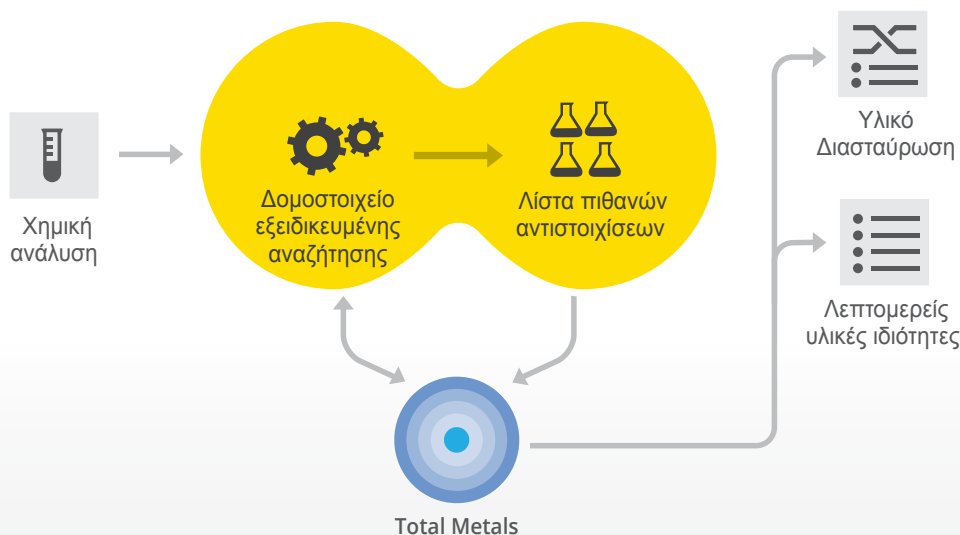 Χημική
ανάλυση
Δομοστοιχείο
εξειδικευμένης
αναζήτησης
Λίστα πιθανών
αντιστοιχίσεων
Υλικό
Διασταύρωση
Λεπτομερείς
υλικές ιδιότητες
Total Metals